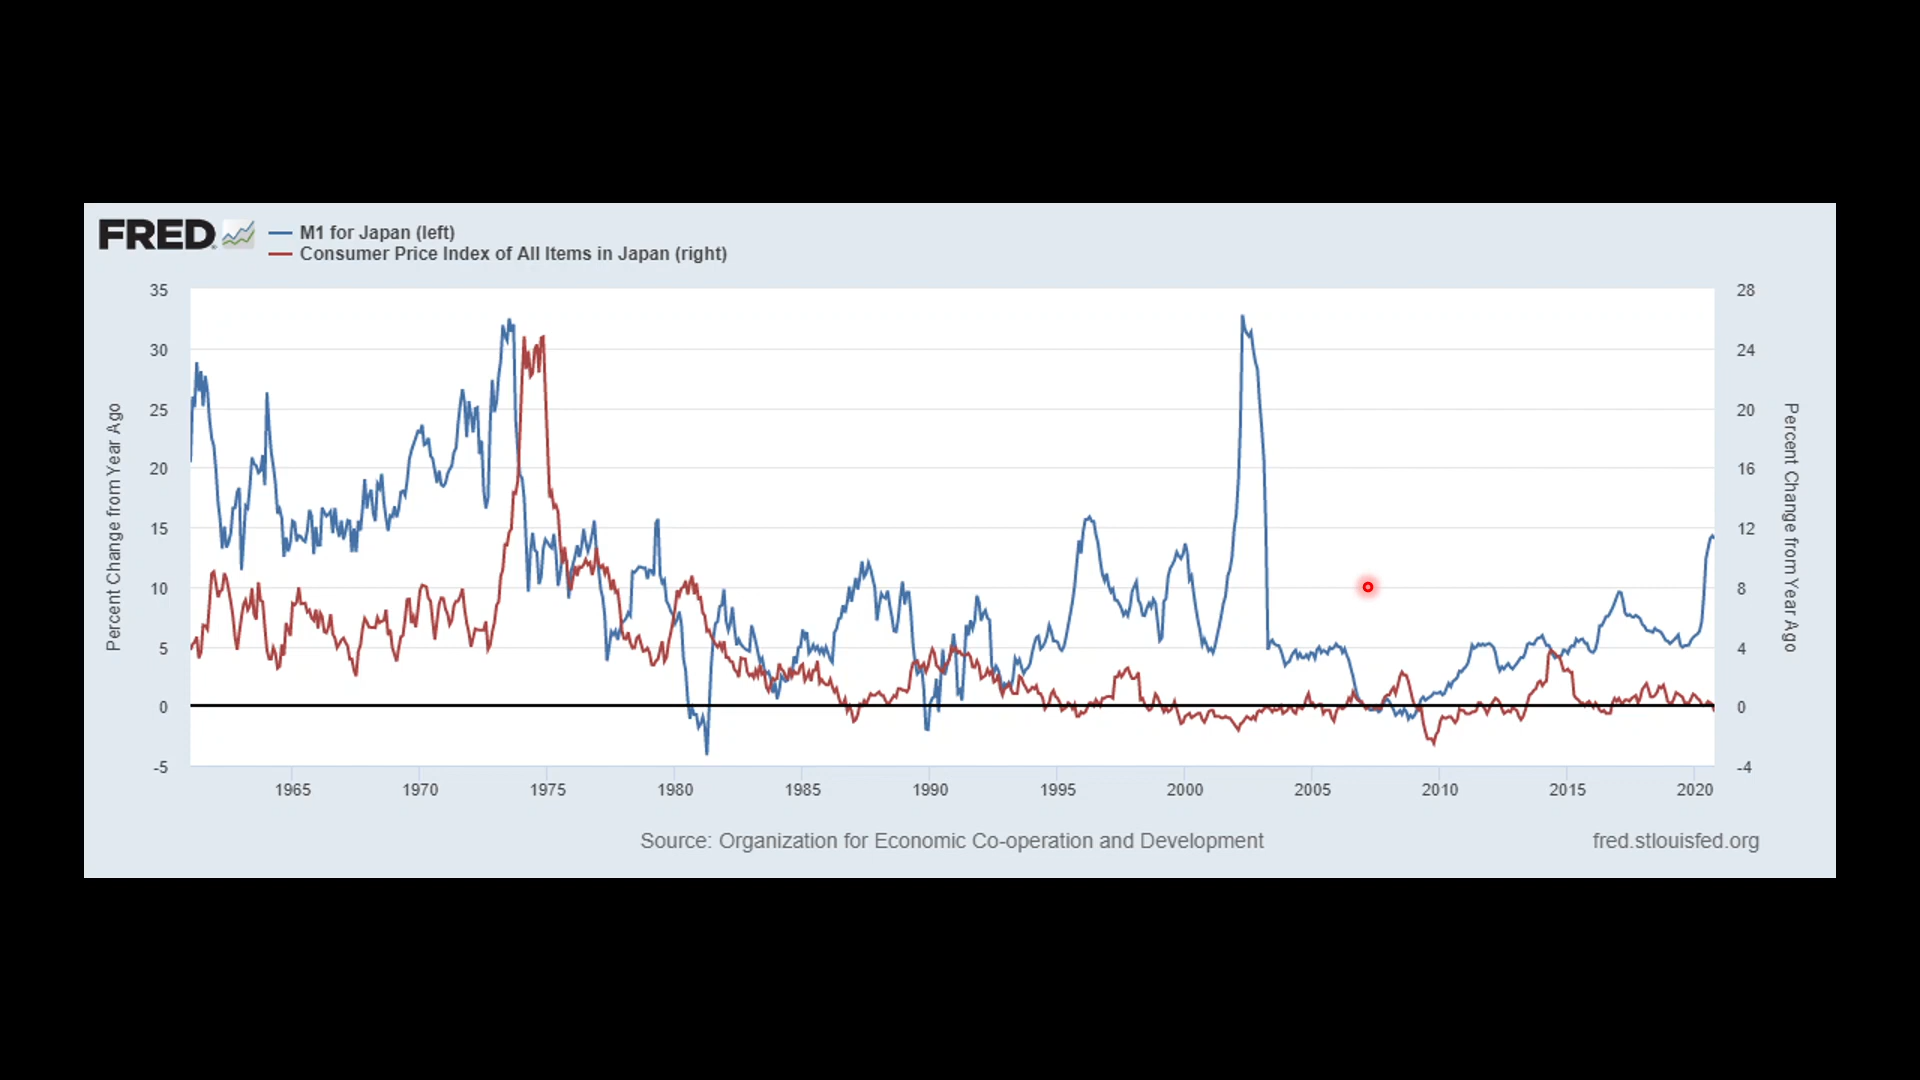 FRED
M1 for Japan (left)
Consumer Price Index of All Items in Japan (right)
35
30
25
20
15
10
5
0
-5
Percent Change from Year Ago
28
24
20
16
12
8
4
0
-4
Percent Change from Year Ago
1965 1970 1975 1980 1985 1990 1995 2000 2005 2010 2015 2020
Source: Organization for Economic Co-operation and Development
fred.stlouisfed.org